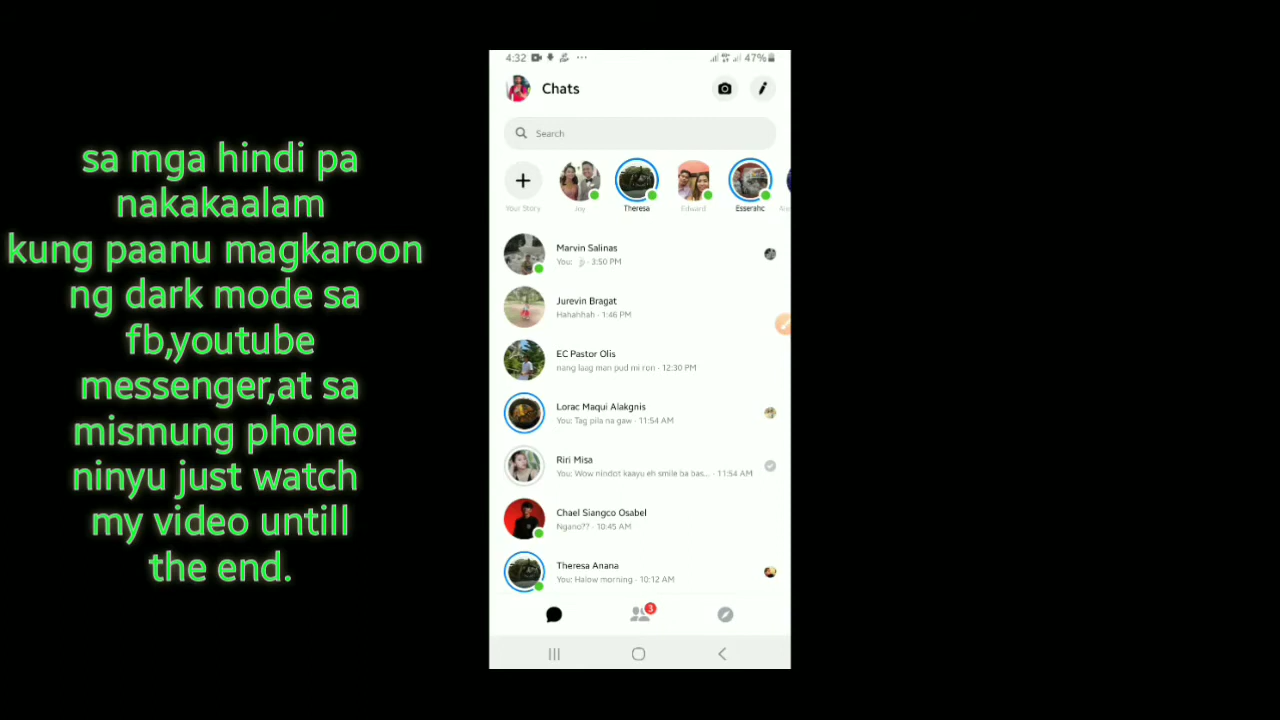 sa mga hindi pa
nakakaalam
kung paanu magkaroon
ng dark mode sa
fb,youtube
messenger,at sa
mismung phone
ninyu just watch
my video untill
the end.
4:32
47%
Chats
Search
Your Story
Joy
Theresa
Edward
Esserahc
Marvin Salinas
You: · 3:50 PM
Jurevin Bragat
Hahahhah · 1:46 PM
EC Pastor Olis
nang laag man pud mi ron · 12:30 PM
Lorac Maqui Alakgnis
You: Tag pila na gaw · 11:54 AM
Riri Misa
You: Wow nindot kaayu eh smile ba bas... · 11:54 AM
Chael Siangco Osabel
Ngano?? · 10:45 AM
Theresa Anana
You: Halow morning · 10:12 AM
3